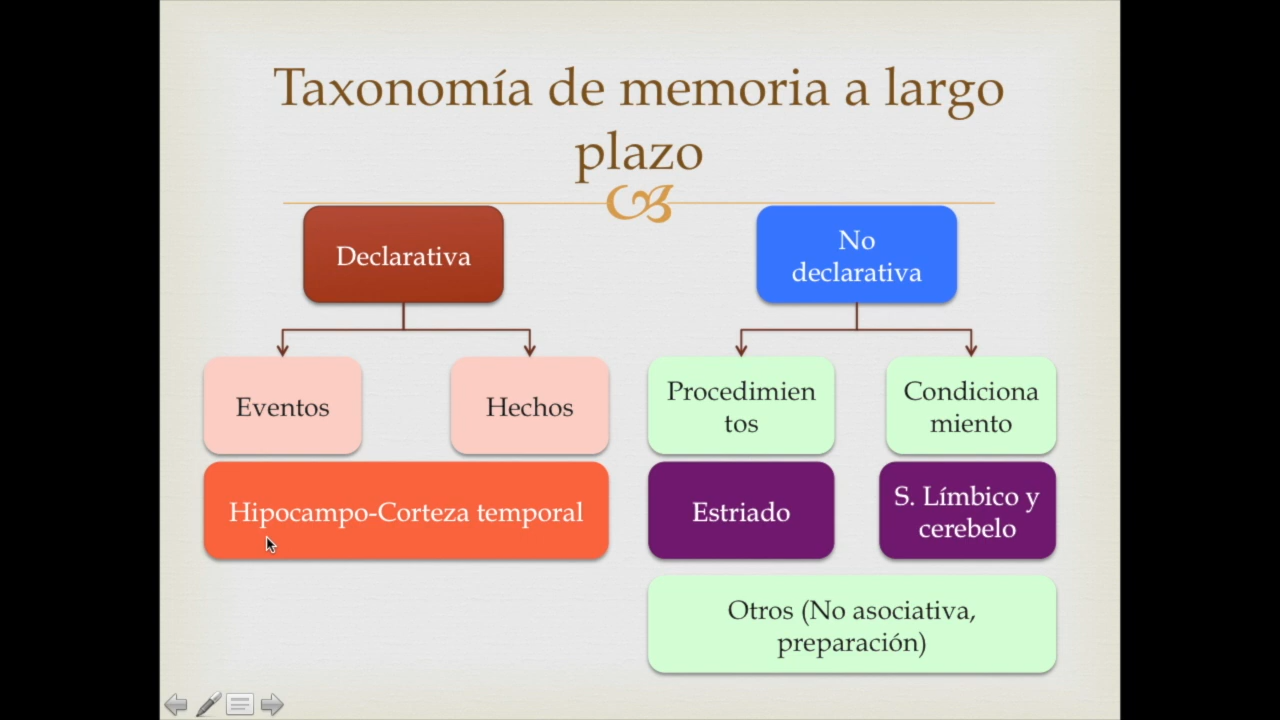 Taxonomía de memoria a largo
plazo
Declarativa
No
declarativa
Eventos
Hechos
Procedimien
tos
Condiciona
miento
Hipocampo-Corteza temporal
Estriado
S. Límbico y
cerebelo
Otros (No asociativa,
preparación)